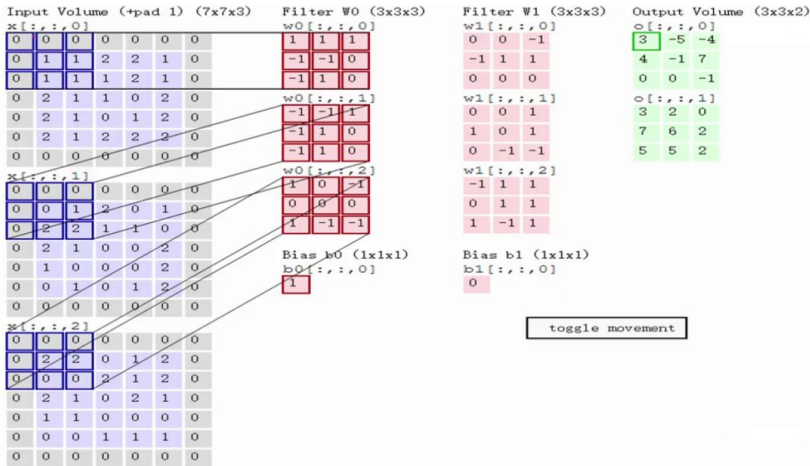 Input Volume (+pad 1) (7x7x3)
x[:,:,0]
0 0 0 0 0 0 0
0 1 1 2 2 1 0
0 1 1 1 2 1 0
0 2 1 1 0 2 0
0 2 1 0 1 2 0
0 2 1 2 2 2 0
0 0 0 0 0 0 0
x[:,:,1]
0 0 0 0 0 0 0
0 0 1 2 0 1 0
0 2 2 1 1 0 0
0 2 1 0 0 2 0
0 1 0 0 0 2 0
0 0 1 0 1 2 0
0 0 0 0 0 0 0
x[:,:,2]
0 0 0 0 0 0 0
0 2 2 0 1 2 0
0 0 0 2 1 2 0
0 2 1 0 2 1 0
0 1 1 0 0 0 0
0 0 0 1 1 1 0
0 0 0 0 0 0 0
Filter W0 (3x3x3)
w0[:,:,0]
1 1 1
-1 -1 0
-1 1 0
w0[:,:,1]
-1 -1 1
-1 1 0
-1 1 0
w0[:,:,2]
1 0 -1
0 0 0
1 -1 -1
Bias b0 (1x1x1)
b0[:,:,0]
1
Filter W1 (3x3x3)
w1[:,:,0]
0 0 -1
-1 1 1
0 0 0
w1[:,:,1]
0 0 1
1 0 1
0 -1 -1
w1[:,:,2]
-1 1 1
0 1 1
1 -1 1
Bias b1 (1x1x1)
b1[:,:,0]
0
Output Volume (3x3x2)
o[:,:,0]
3 -5 -4
4 -1 7
0 0 -1
o[:,:,1]
3 2 0
7 6 2
5 5 2
toggle movement